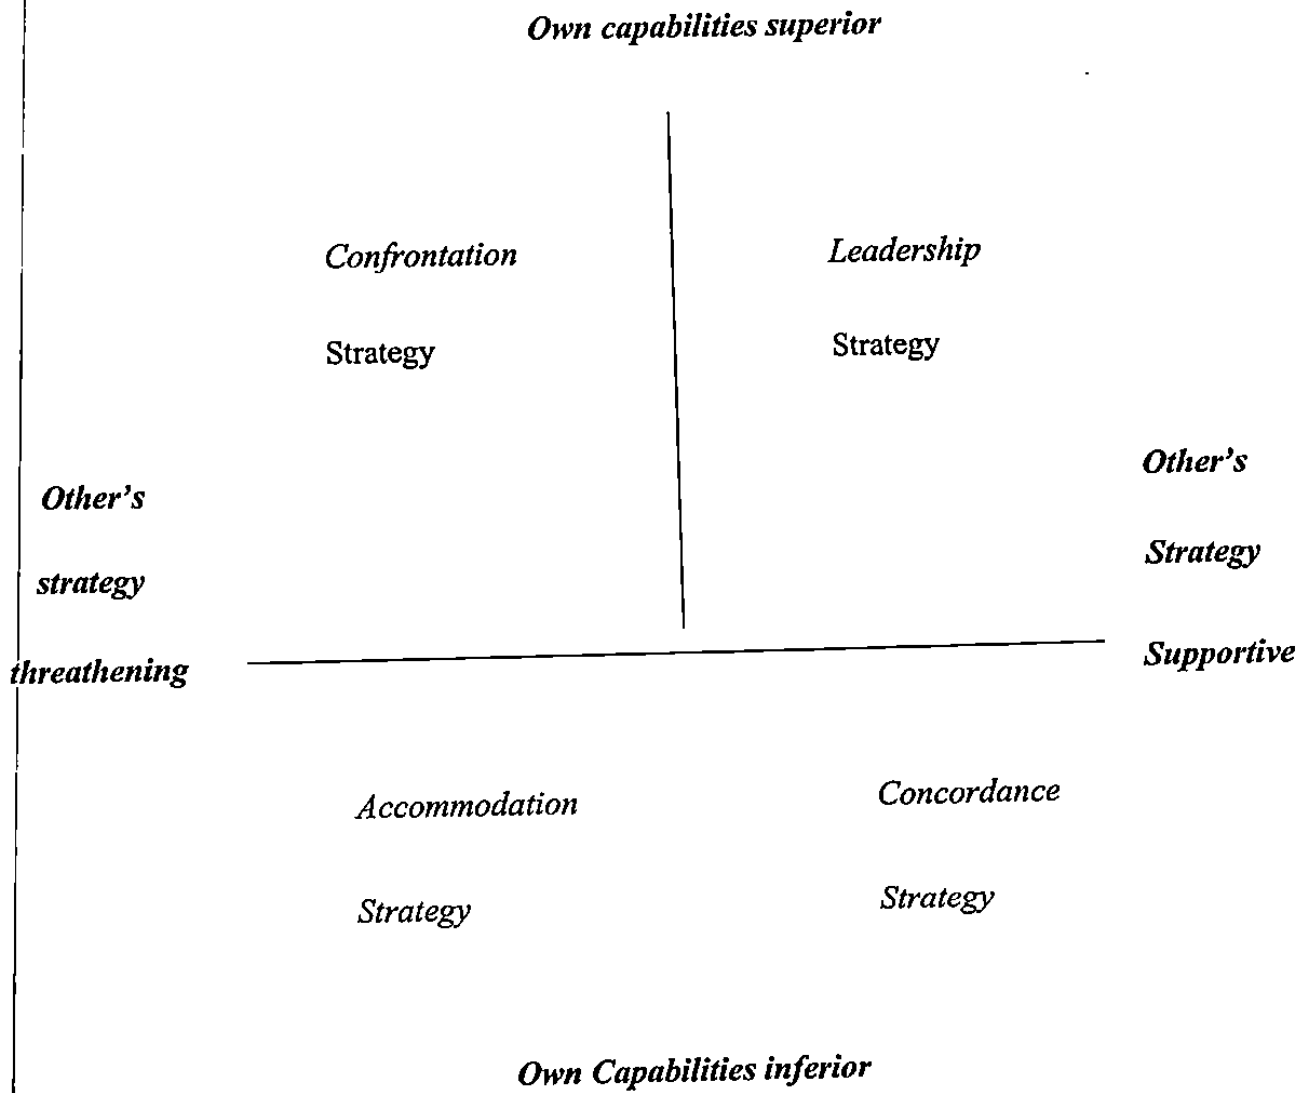 Own capabilities superior
Confrontation
Strategy
Leadership
Strategy
Other's
strategy
threathening
Other's
Strategy
Supportive
Accommodation
Strategy
Concordance
Strategy
Own Capabilities inferior